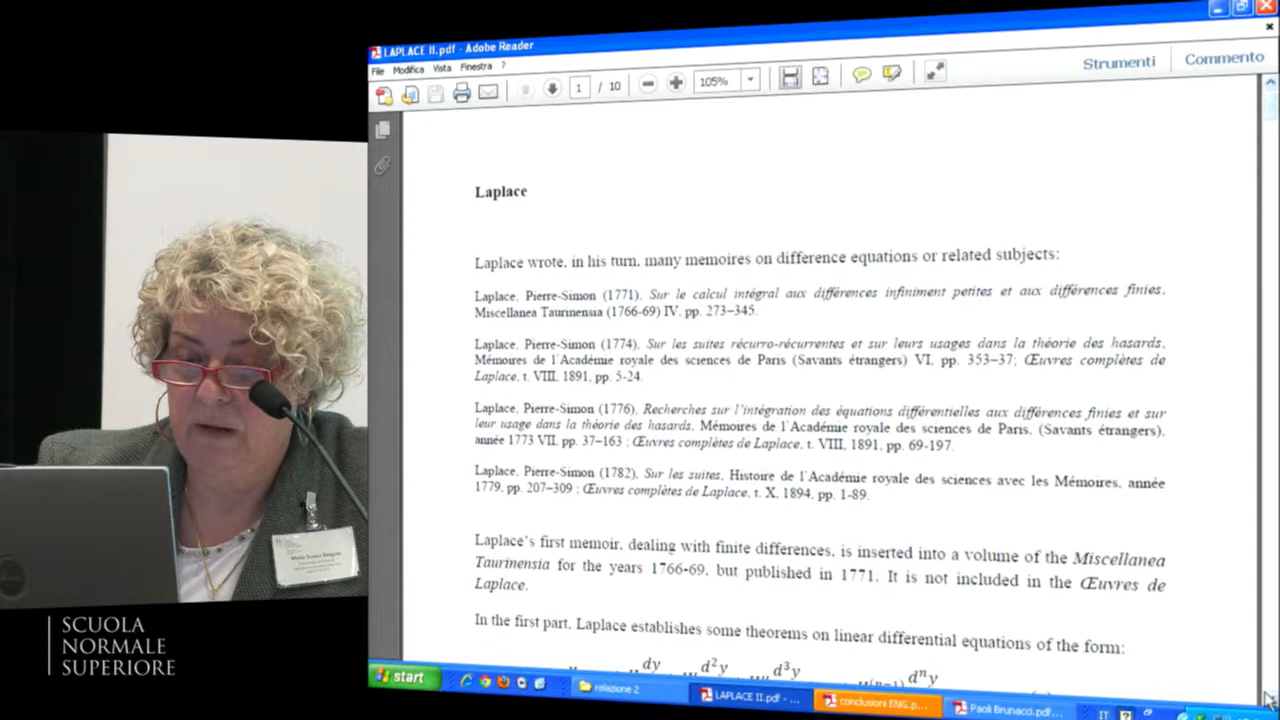 LAPLACE II.pdf - Adobe Reader
File Modifica Vista Finestra ?
1 / 10 105% Strumenti Commento
Laplace
Laplace wrote, in his turn, many memoires on difference equations or related subjects:
Laplace, Pierre-Simon (1771), Sur le calcul intégral aux différences infiniment petites et aux différences finies,
Miscellanea Taurinensia (1766-69) IV, pp. 273–345.
Laplace, Pierre-Simon (1774), Sur les suites récurro-récurrentes et sur leurs usages dans la théorie des hasards,
Mémoires de l'Académie royale des sciences de Paris (Savants étrangers) VI, pp. 353–37; Œuvres complètes de
Laplace, t. VIII, 1891, pp. 5-24.
Laplace, Pierre-Simon (1776), Recherches sur l'intégration des équations différentielles aux différences finies et sur
leur usage dans la théorie des hasards, Mémoires de l'Académie royale des sciences de Paris, (Savants étrangers),
année 1773 VII, pp. 37–163 ; Œuvres complètes de Laplace, t. VIII, 1891, pp. 69-197.
Laplace, Pierre-Simon (1782), Sur les suites, Histoire de l'Académie royale des sciences avec les Mémoires, année
1779, pp. 207–309 ; Œuvres complètes de Laplace, t. X, 1894, pp. 1-89.
Laplace's first memoir, dealing with finite differences, is inserted into a volume of the Miscellanea
Taurinensia for the years 1766-69, but published in 1771. It is not included in the Œuvres de
Laplace.
In the first part, Laplace establishes some theorems on linear differential equations of the form:
dy d²y d³y dⁿy
start relazione 2 LAPLACE II.pdf - ... conclusioni ENG.p... Paoli Brunacci.pdf... IT
SCUOLA
NORMALE
SUPERIORE